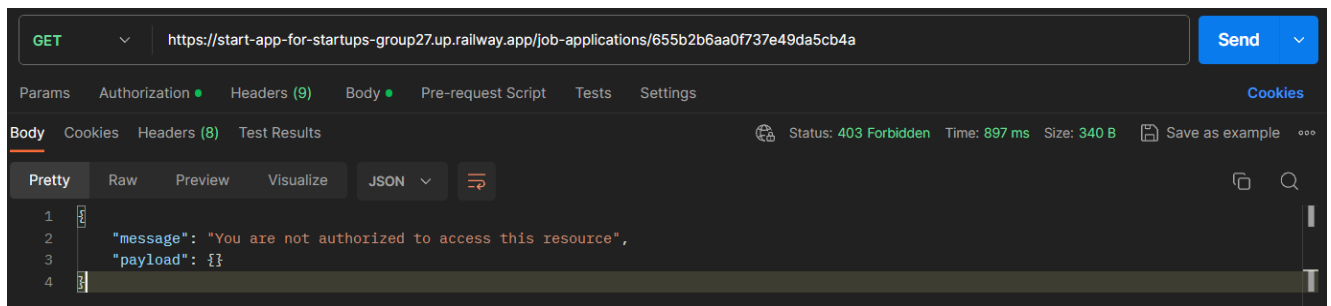 GET https://start-app-for-startups-group27.up.railway.app/job-applications/655b2b6aa0f737e49da5cb4a Send
Params Authorization Headers (9) Body Pre-request Script Tests Settings Cookies
Body Cookies Headers (8) Test Results Status: 403 Forbidden Time: 897 ms Size: 340 B Save as example
Pretty Raw Preview Visualize JSON
1 {
2 "message": "You are not authorized to access this resource",
3 "payload": {}
4 }